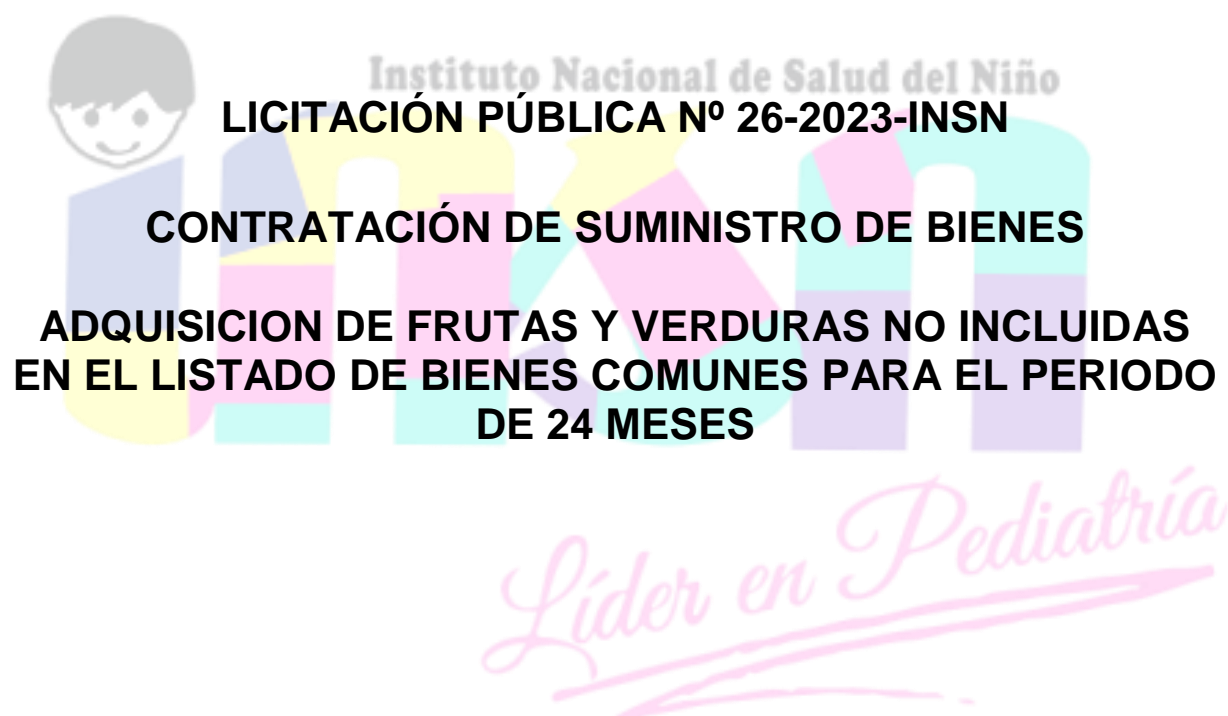 Instituto Nacional de Salud del Niño
LICITACIÓN PÚBLICA Nº 26-2023-INSN
CONTRATACIÓN DE SUMINISTRO DE BIENES
ADQUISICION DE FRUTAS Y VERDURAS NO INCLUIDAS
EN EL LISTADO DE BIENES COMUNES PARA EL PERIODO
DE 24 MESES
insn
Líder en Pediatría